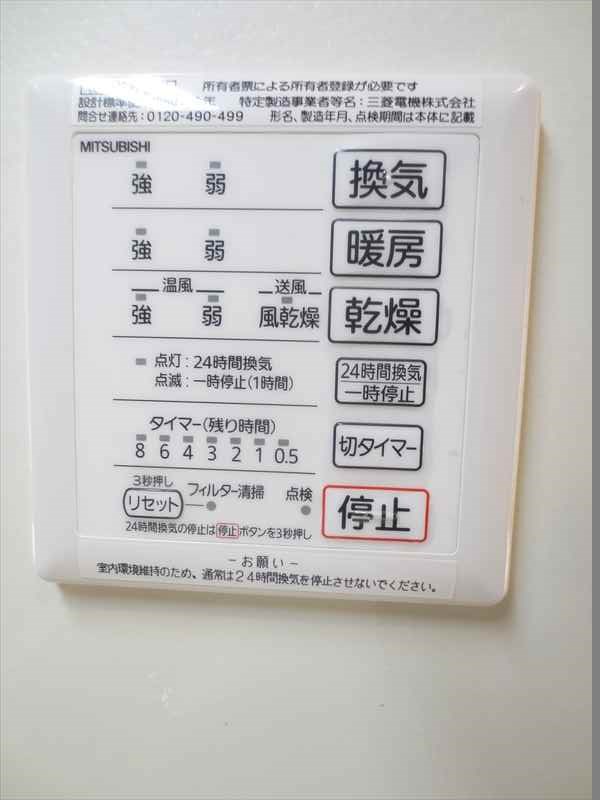 所有者票による所有者登録が必要です
設計標準 特定製造事業者等名：三菱電機株式会社
問合せ連絡先：0120-490-499 形名、製造年月、点検期間は本体に記載
MITSUBISHI
強 弱 換気
強 弱 暖房
温風 送風
強 弱 風乾燥 乾燥
点灯：24時間換気
点滅：一時停止(1時間)
24時間換気
一時停止
タイマー(残り時間)
8 6 4 3 2 1 0.5
切タイマー
3秒押し
リセット フィルター清掃 点検
停止
24時間換気の停止は停止ボタンを3秒押し
－お願い－
室内環境維持のため、通常は24時間換気を停止させないでください。